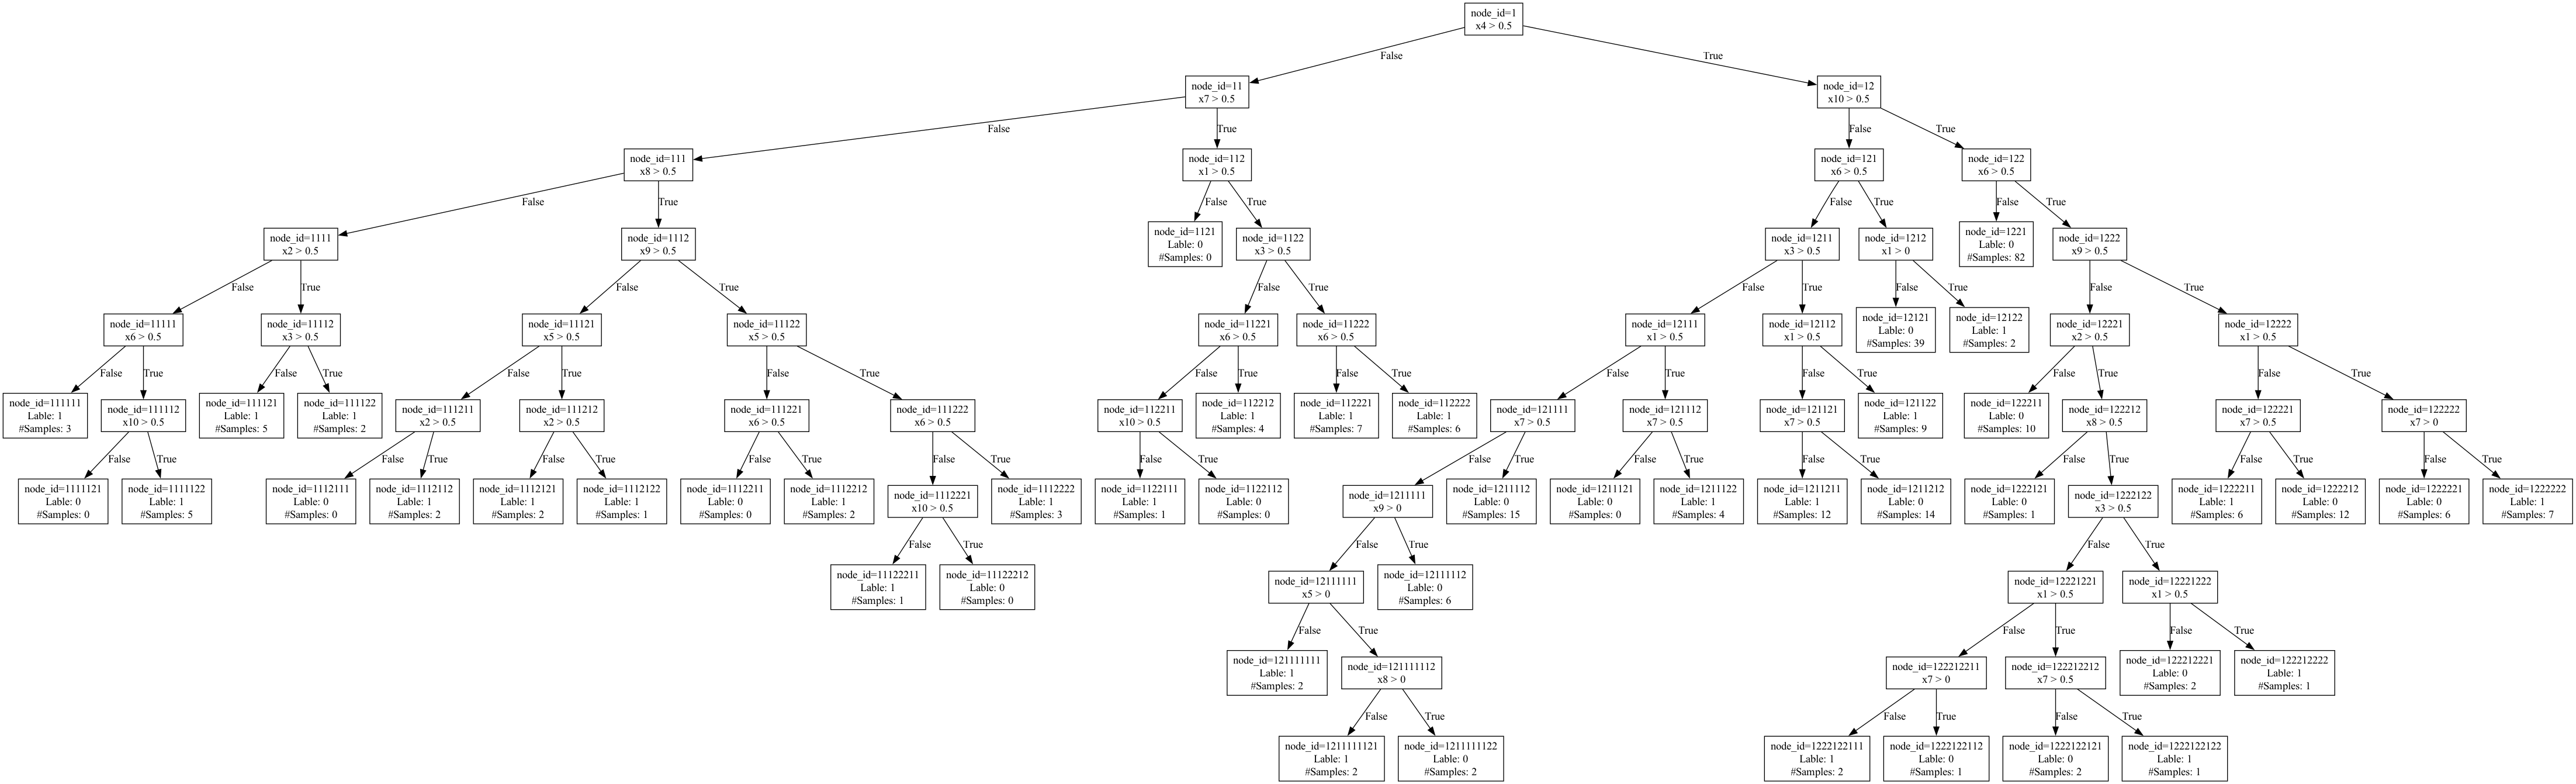 node_id=1
x4 > 0.5
False
True
node_id=11
x7 > 0.5
node_id=12
x10 > 0.5
False
True
False
True
node_id=111
x8 > 0.5
node_id=112
x1 > 0.5
node_id=121
x6 > 0.5
node_id=122
x6 > 0.5
False
True
False
True
False
True
False
True
node_id=1111
x2 > 0.5
node_id=1112
x9 > 0.5
node_id=1121
Lable: 0
#Samples: 0
node_id=1122
x3 > 0.5
node_id=1211
x3 > 0.5
node_id=1212
x1 > 0
node_id=1221
Lable: 0
#Samples: 82
node_id=1222
x9 > 0.5
False
True
False
True
False
True
False
True
False
True
False
True
node_id=11111
x6 > 0.5
node_id=11112
x3 > 0.5
node_id=11121
x5 > 0.5
node_id=11122
x5 > 0.5
node_id=11221
x6 > 0.5
node_id=11222
x6 > 0.5
node_id=12111
x1 > 0.5
node_id=12112
x1 > 0.5
node_id=12121
Lable: 0
#Samples: 39
node_id=12122
Lable: 1
#Samples: 2
node_id=12221
x2 > 0.5
node_id=12222
x1 > 0.5
False
True
False
True
False
True
False
True
False
True
False
True
False
True
False
True
False
True
False
True
node_id=111111
Lable: 1
#Samples: 3
node_id=111112
x10 > 0.5
node_id=111121
Lable: 1
#Samples: 5
node_id=111122
Lable: 1
#Samples: 2
node_id=111211
x2 > 0.5
node_id=111212
x2 > 0.5
node_id=111221
x6 > 0.5
node_id=111222
x6 > 0.5
node_id=112211
x10 > 0.5
node_id=112212
Lable: 1
#Samples: 4
node_id=112221
Lable: 1
#Samples: 7
node_id=112222
Lable: 1
#Samples: 6
node_id=121111
x7 > 0.5
node_id=121112
x7 > 0.5
node_id=121121
x7 > 0.5
node_id=121122
Lable: 1
#Samples: 9
node_id=122211
Lable: 0
#Samples: 10
node_id=122212
x8 > 0.5
node_id=122221
x7 > 0.5
node_id=122222
x7 > 0
False
True
False
True
False
True
False
True
False
True
False
True
False
True
False
True
False
True
False
True
False
True
False
True
node_id=1111121
Lable: 0
#Samples: 0
node_id=1111122
Lable: 1
#Samples: 5
node_id=1112111
Lable: 0
#Samples: 0
node_id=1112112
Lable: 1
#Samples: 2
node_id=1112121
Lable: 1
#Samples: 2
node_id=1112122
Lable: 1
#Samples: 1
node_id=1112211
Lable: 0
#Samples: 0
node_id=1112212
Lable: 1
#Samples: 2
node_id=1112221
x10 > 0.5
node_id=1112222
Lable: 1
#Samples: 3
node_id=1122111
Lable: 1
#Samples: 1
node_id=1122112
Lable: 0
#Samples: 0
node_id=1211111
x9 > 0
node_id=1211112
Lable: 0
#Samples: 15
node_id=1211121
Lable: 0
#Samples: 0
node_id=1211122
Lable: 1
#Samples: 4
node_id=1211211
Lable: 1
#Samples: 12
node_id=1211212
Lable: 0
#Samples: 14
node_id=1222121
Lable: 0
#Samples: 1
node_id=1222122
x3 > 0.5
node_id=1222211
Lable: 1
#Samples: 6
node_id=1222212
Lable: 0
#Samples: 12
node_id=1222221
Lable: 0
#Samples: 6
node_id=1222222
Lable: 1
#Samples: 7
False
True
False
True
False
True
node_id=11122211
Lable: 1
#Samples: 1
node_id=11122212
Lable: 0
#Samples: 0
node_id=12111111
x5 > 0
node_id=12111112
Lable: 0
#Samples: 6
node_id=12221221
x1 > 0.5
node_id=12221222
x1 > 0.5
False
True
False
True
False
True
node_id=121111111
Lable: 1
#Samples: 2
node_id=121111112
x8 > 0
node_id=122212211
x7 > 0
node_id=122212212
x7 > 0.5
node_id=122212221
Lable: 0
#Samples: 2
node_id=122212222
Lable: 1
#Samples: 1
False
True
False
True
False
True
node_id=1211111121
Lable: 1
#Samples: 2
node_id=1211111122
Lable: 0
#Samples: 2
node_id=1222122111
Lable: 1
#Samples: 2
node_id=1222122112
Lable: 0
#Samples: 1
node_id=1222122121
Lable: 0
#Samples: 2
node_id=1222122122
Lable: 1
#Samples: 1